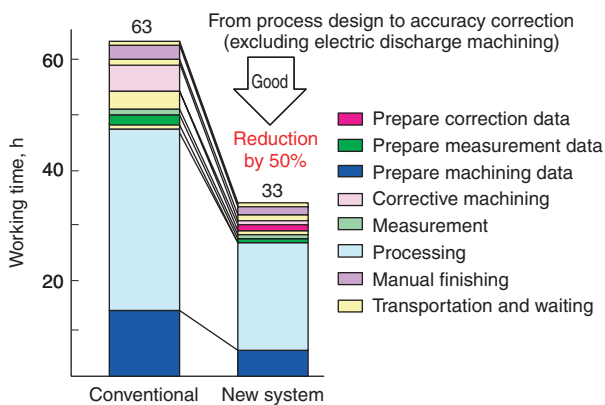 From process design to accuracy correction
(excluding electric discharge machining)
63
Good
Reduction
by 50%
33
Working time, h
60
40
20
Prepare correction data
Prepare measurement data
Prepare machining data
Corrective machining
Measurement
Processing
Manual finishing
Transportation and waiting
Conventional
New system